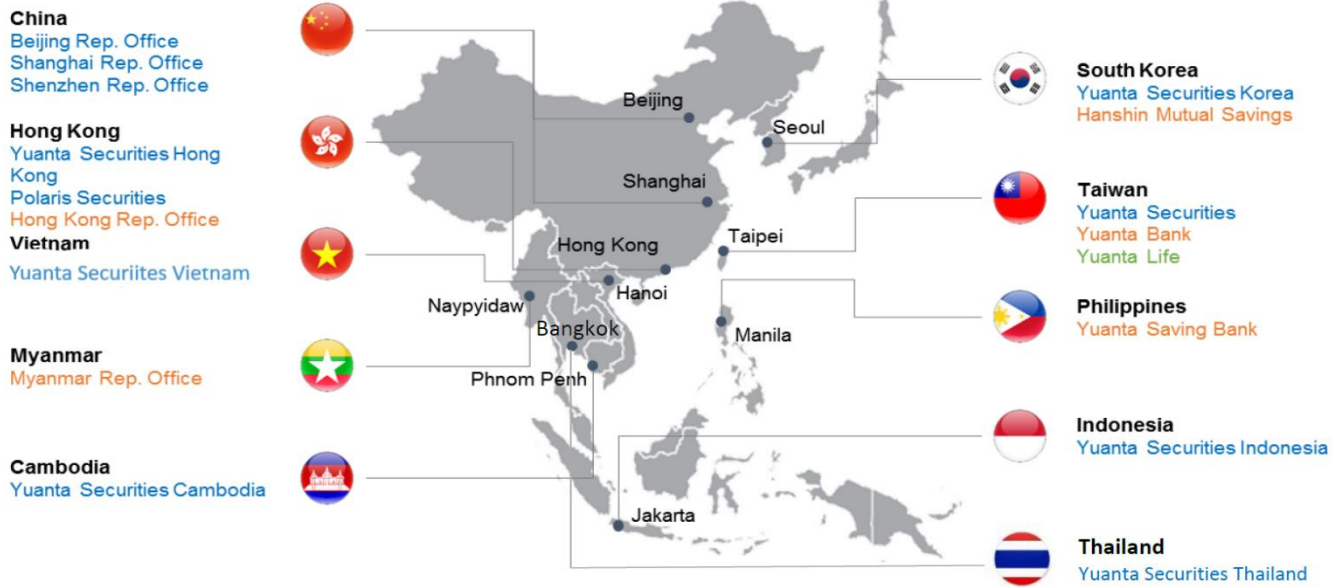 China
Beijing Rep. Office
Shanghai Rep. Office
Shenzhen Rep. Office
Hong Kong
Yuanta Securities Hong
Kong
Polaris Securities
Hong Kong Rep. Office
Vietnam
Yuanta Securiites Vietnam
Myanmar
Myanmar Rep. Office
Cambodia
Yuanta Securities Cambodia
Beijing
Seoul
Shanghai
Taipei
Hong Kong
Hanoi
Naypyidaw
Bangkok
Manila
Phnom Penh
Jakarta
South Korea
Yuanta Securities Korea
Hanshin Mutual Savings
Taiwan
Yuanta Securities
Yuanta Bank
Yuanta Life
Philippines
Yuanta Saving Bank
Indonesia
Yuanta Securities Indonesia
Thailand
Yuanta Securities Thailand